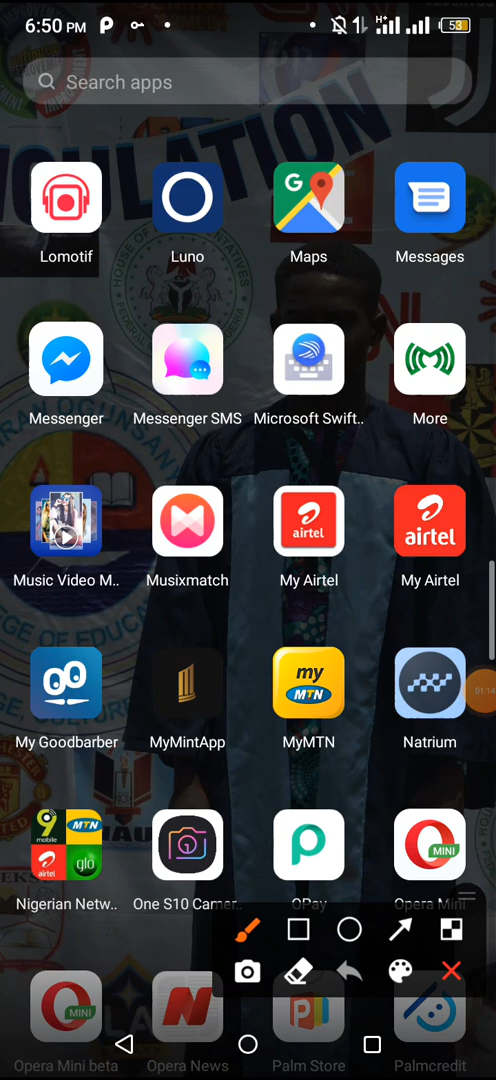 6:50 PM
53
Search apps
Lomotif
Luno
Maps
Messages
Messenger
Messenger SMS
Microsoft Swift..
More
airtel
airtel
Music Video M..
Musixmatch
My Airtel
My Airtel
my
MTN
My Goodbarber
MyMintApp
MyMTN
Natrium
01:14
9
mobile
MTN
airtel
glo
MINI
Nigerian Netw..
One S10 Camer..
OPay
Opera Mini
MINI
Opera Mini beta
Opera News
Palm Store
Palmcredit